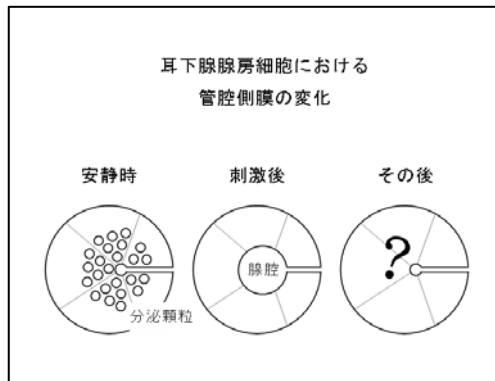 耳下腺腺房細胞における
管腔側膜の変化
安静時
刺激後
その後
腺腔
?
分泌顆粒